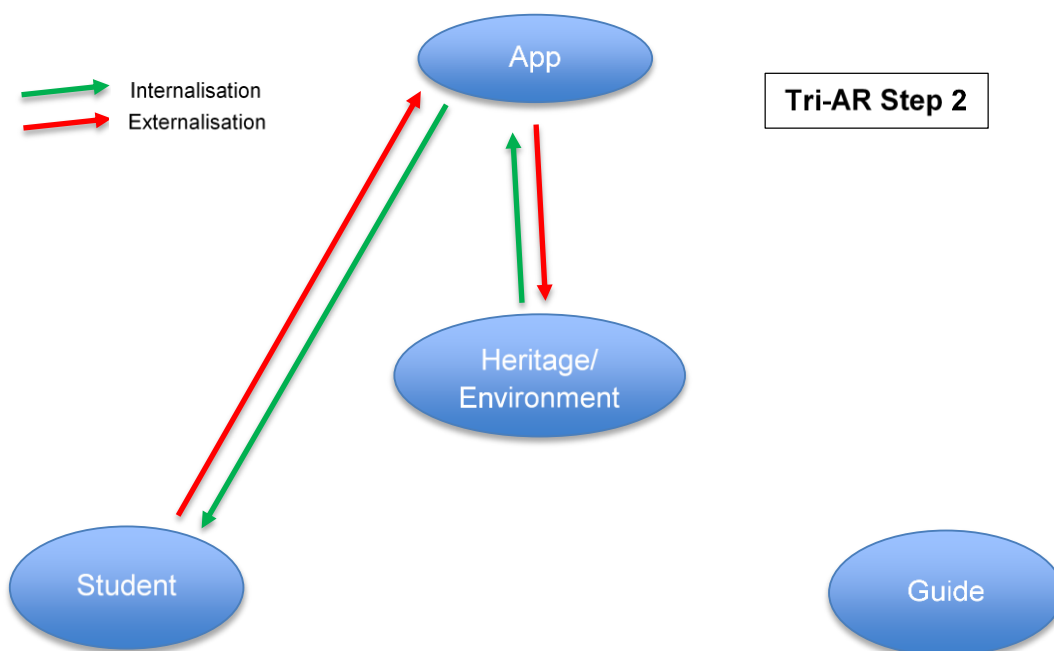 App
Internalisation
Externalisation
Tri-AR Step 2
Heritage/
Environment
Student
Guide